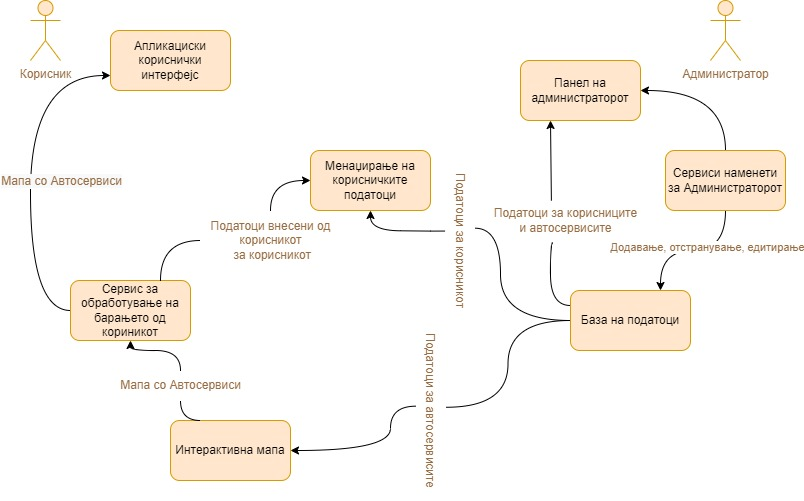 Корисник
Апликациски
кориснички
интерфејс
Администратор
Панел на
администраторот
Мапа со Автосервиси
Менаџирање на
корисничките
податоци
Сервиси наменети
за Администраторот
Податоци внесени од
корисникот
за корисникот
Податоци за корисникот
Податоци за корисниците
и автосервисите
Додавање, отстранување, едитирање
Сервис за
обработување на
барањето од
кориникот
База на податоци
Мапа со Автосервиси
Податоци за автосервисите
Интерактивна мапа